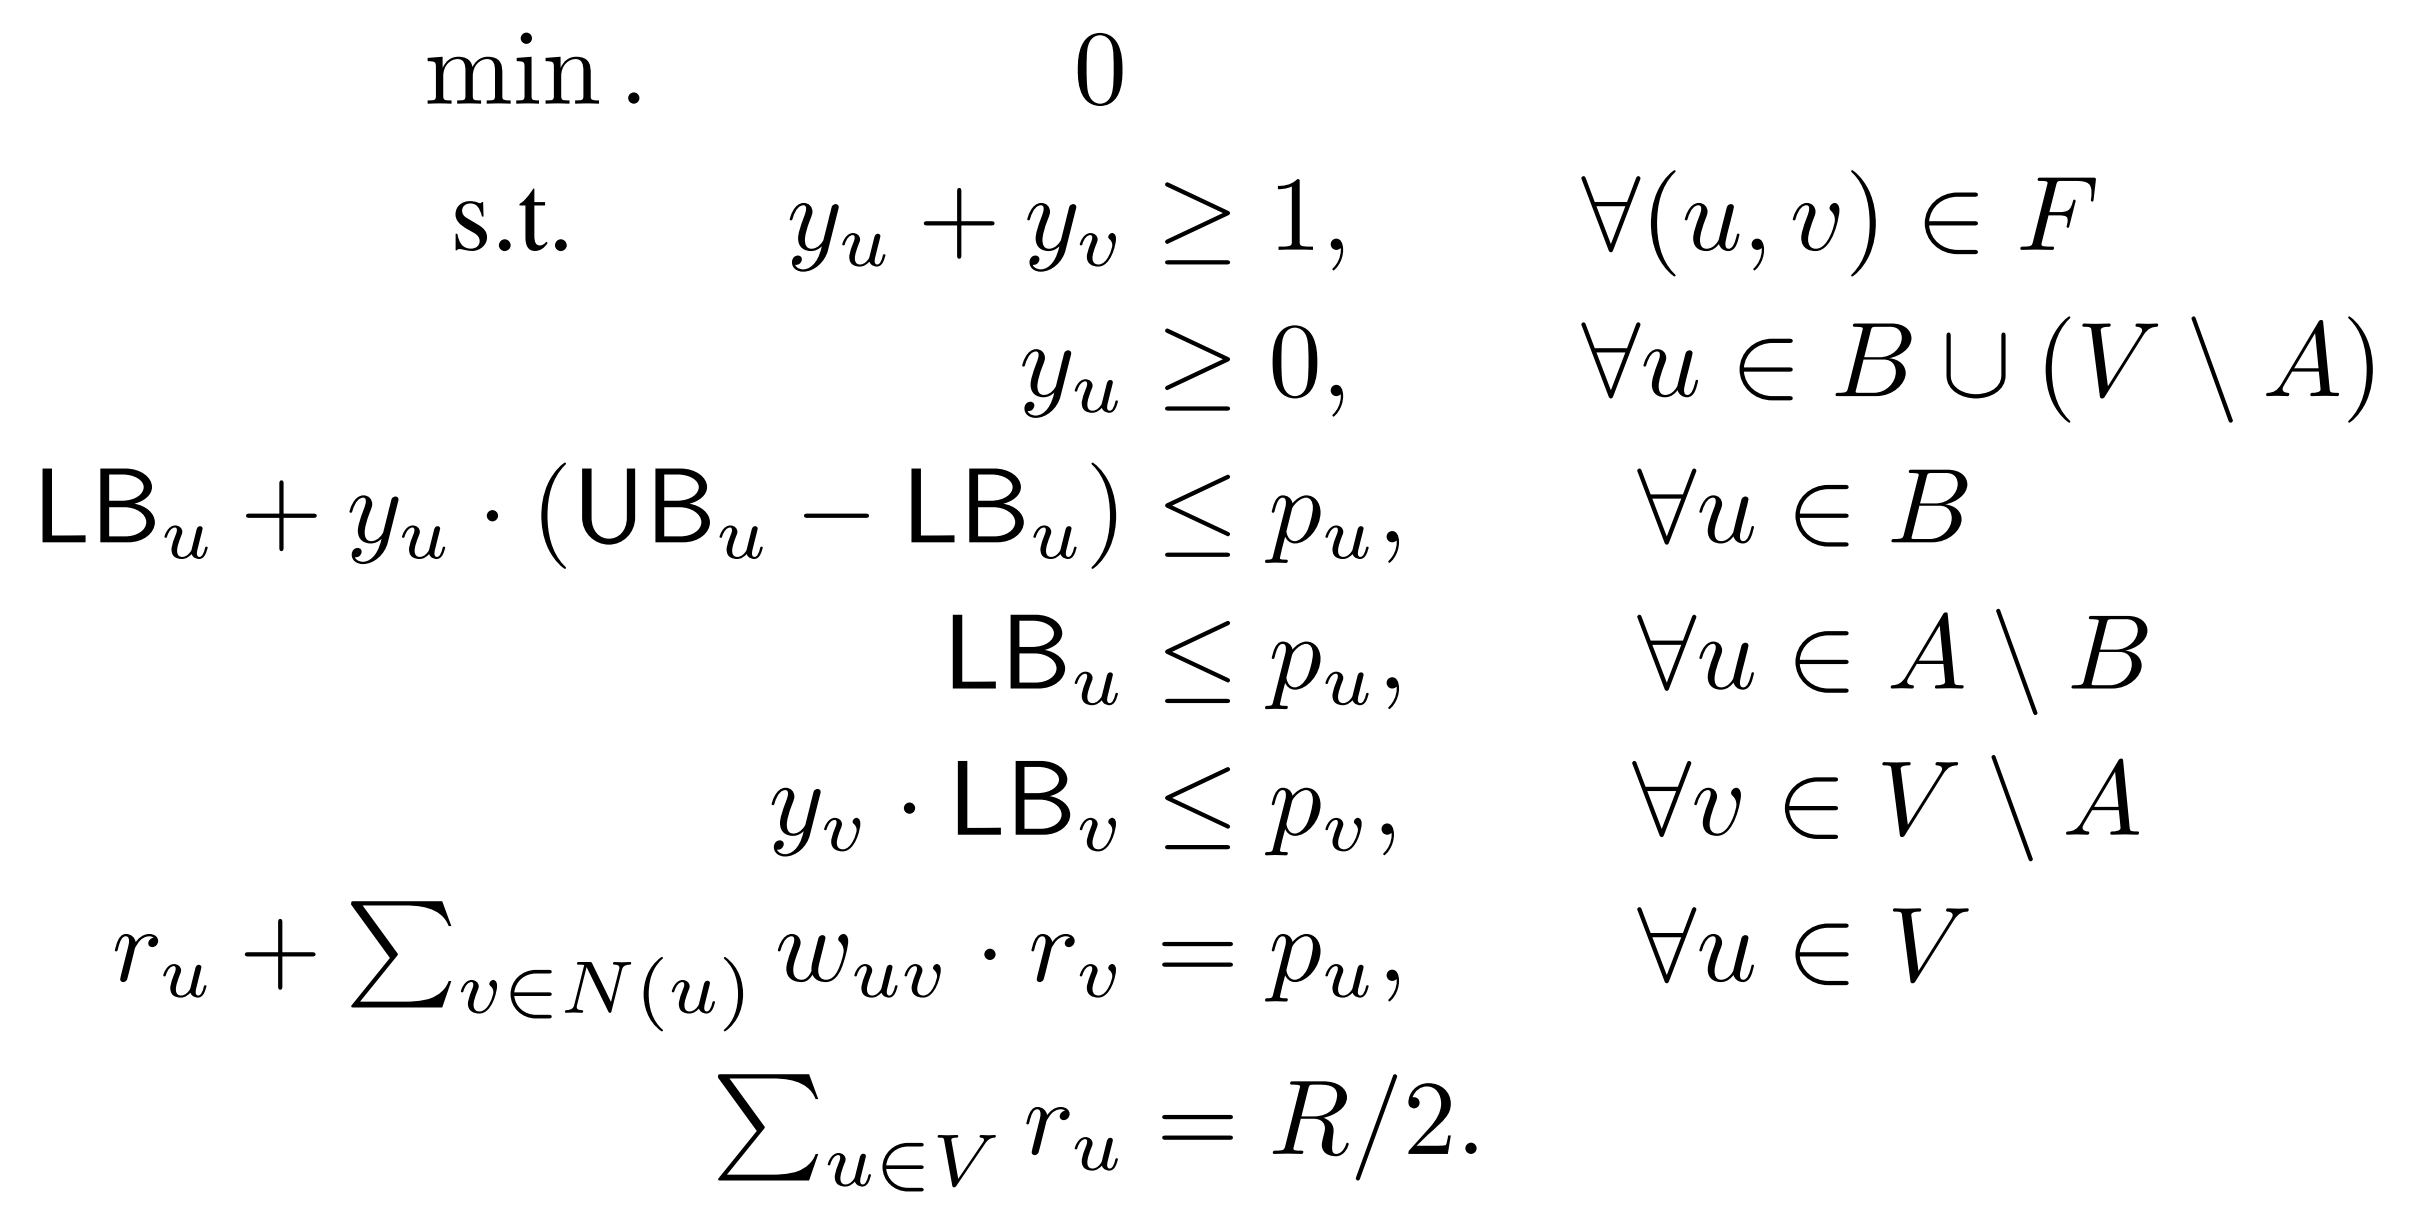 min. 0
s.t. y_u + y_v ≥ 1, ∀(u, v) ∈ F
y_u ≥ 0, ∀u ∈ B ∪ (V \ A)
LB_u + y_u · (UB_u − LB_u) ≤ p_u, ∀u ∈ B
LB_u ≤ p_u, ∀u ∈ A \ B
y_v · LB_v ≤ p_v, ∀v ∈ V \ A
r_u + ∑_{v∈N(u)} w_{uv} · r_v = p_u, ∀u ∈ V
∑_{u∈V} r_u = R/2.